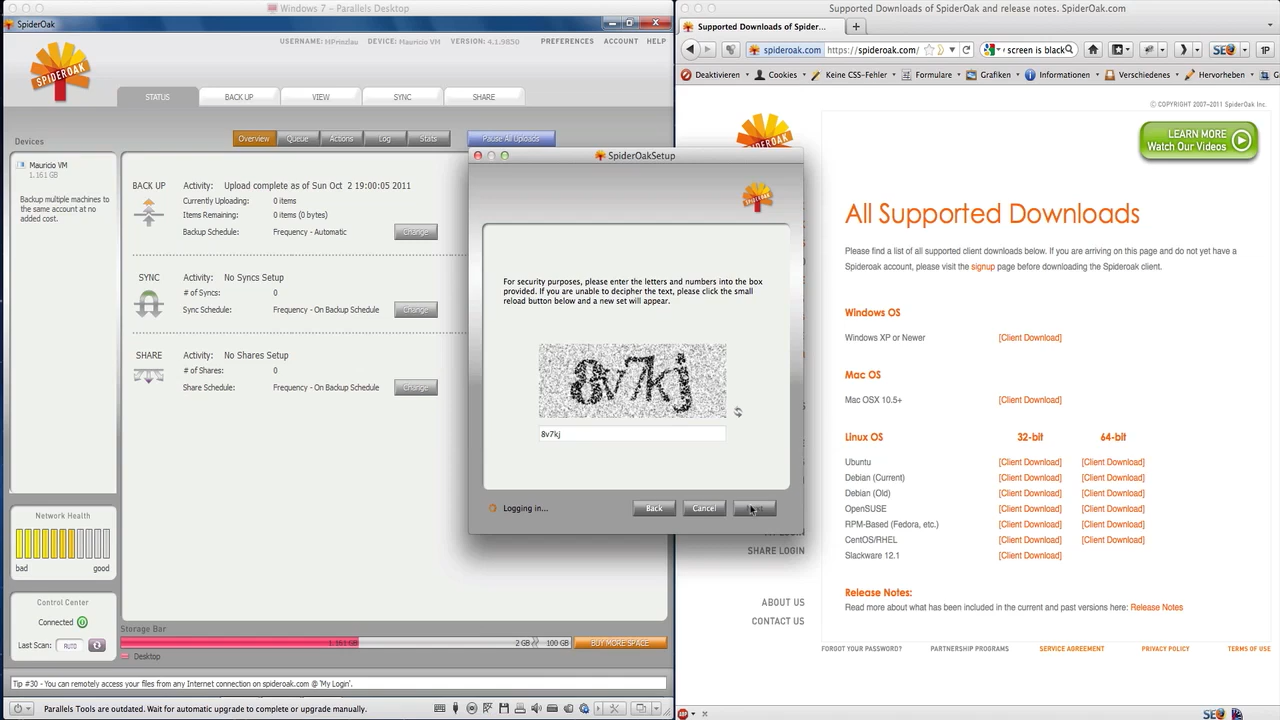 Windows 7 - Parallels Desktop
SpiderOak
SPIDEROAK
USERNAME: MPrinzlau DEVICE: Mauricio VM VERSION: 4.1.9850 PREFERENCES ACCOUNT HELP
STATUS BACK UP VIEW SYNC SHARE
Overview Queue Actions Log Stats Pause All Uploads
Devices
Mauricio VM
1.161 GB
Backup multiple machines to
the same account at no
added cost.
BACK UP Activity: Upload complete as of Sun Oct 2 19:00:05 2011
Currently Uploading: 0 items
Items Remaining: 0 items (0 bytes)
Backup Schedule: Frequency - Automatic Change
SYNC Activity: No Syncs Setup
# of Syncs: 0
Sync Schedule: Frequency - On Backup Schedule Change
SHARE Activity: No Shares Setup
# of Shares: 0
Share Schedule: Frequency - On Backup Schedule Change
Network Health
bad good
Control Center
Connected
Last Scan: AUTO
Storage Bar
1.161 GB 2 GB 100 GB BUY MORE SPACE
Desktop
Tip #30 - You can remotely access your files from any Internet connection on spideroak.com @ 'My Login'.
Parallels Tools are outdated. Wait for automatic upgrade to complete or upgrade manually.
SpiderOakSetup
For security purposes, please enter the letters and numbers into the box
provided. If you are unable to decipher the text, please click the small
reload button below and a new set will appear.
8v7kj
8v7kj
Logging in... Back Cancel
Supported Downloads of SpiderOak and release notes. SpiderOak.com
Supported Downloads of Spider...
spideroak.com https://spideroak.com/ screen is black SEO 1P
Deaktivieren Cookies Keine CSS-Fehler Formulare Grafiken Informationen Verschiedenes Hervorheben
© COPYRIGHT 2007-2011 SpiderOak Inc.
LEARN MORE
Watch Our Videos
All Supported Downloads
Please find a list of all supported client downloads below. If you are arriving on this page and do not yet have a
Spideroak account, please visit the signup page before downloading the Spideroak client.
Windows OS
Windows XP or Newer [Client Download]
Mac OS
Mac OSX 10.5+ [Client Download]
Linux OS 32-bit 64-bit
Ubuntu [Client Download] [Client Download]
Debian (Current) [Client Download] [Client Download]
Debian (Old) [Client Download] [Client Download]
OpenSUSE [Client Download] [Client Download]
RPM-Based (Fedora, etc.) [Client Download] [Client Download]
CentOS/RHEL [Client Download] [Client Download]
Slackware 12.1 [Client Download]
SHARE LOGIN
ABOUT US
CONTACT US
Release Notes:
Read more about what has been included in the current and past versions here: Release Notes
FORGOT YOUR PASSWORD? PARTNERSHIP PROGRAMS SERVICE AGREEMENT PRIVACY POLICY TERMS OF USE
ABP SEO